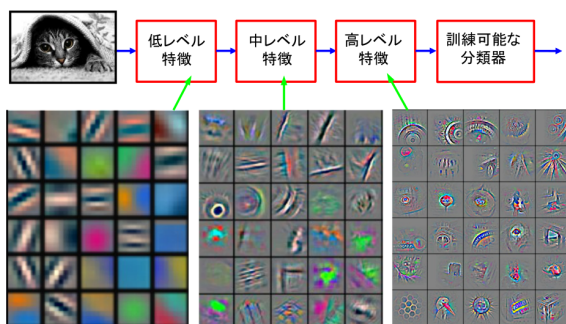 低レベル
特徴
中レベル
特徴
高レベル
特徴
訓練可能な
分類器